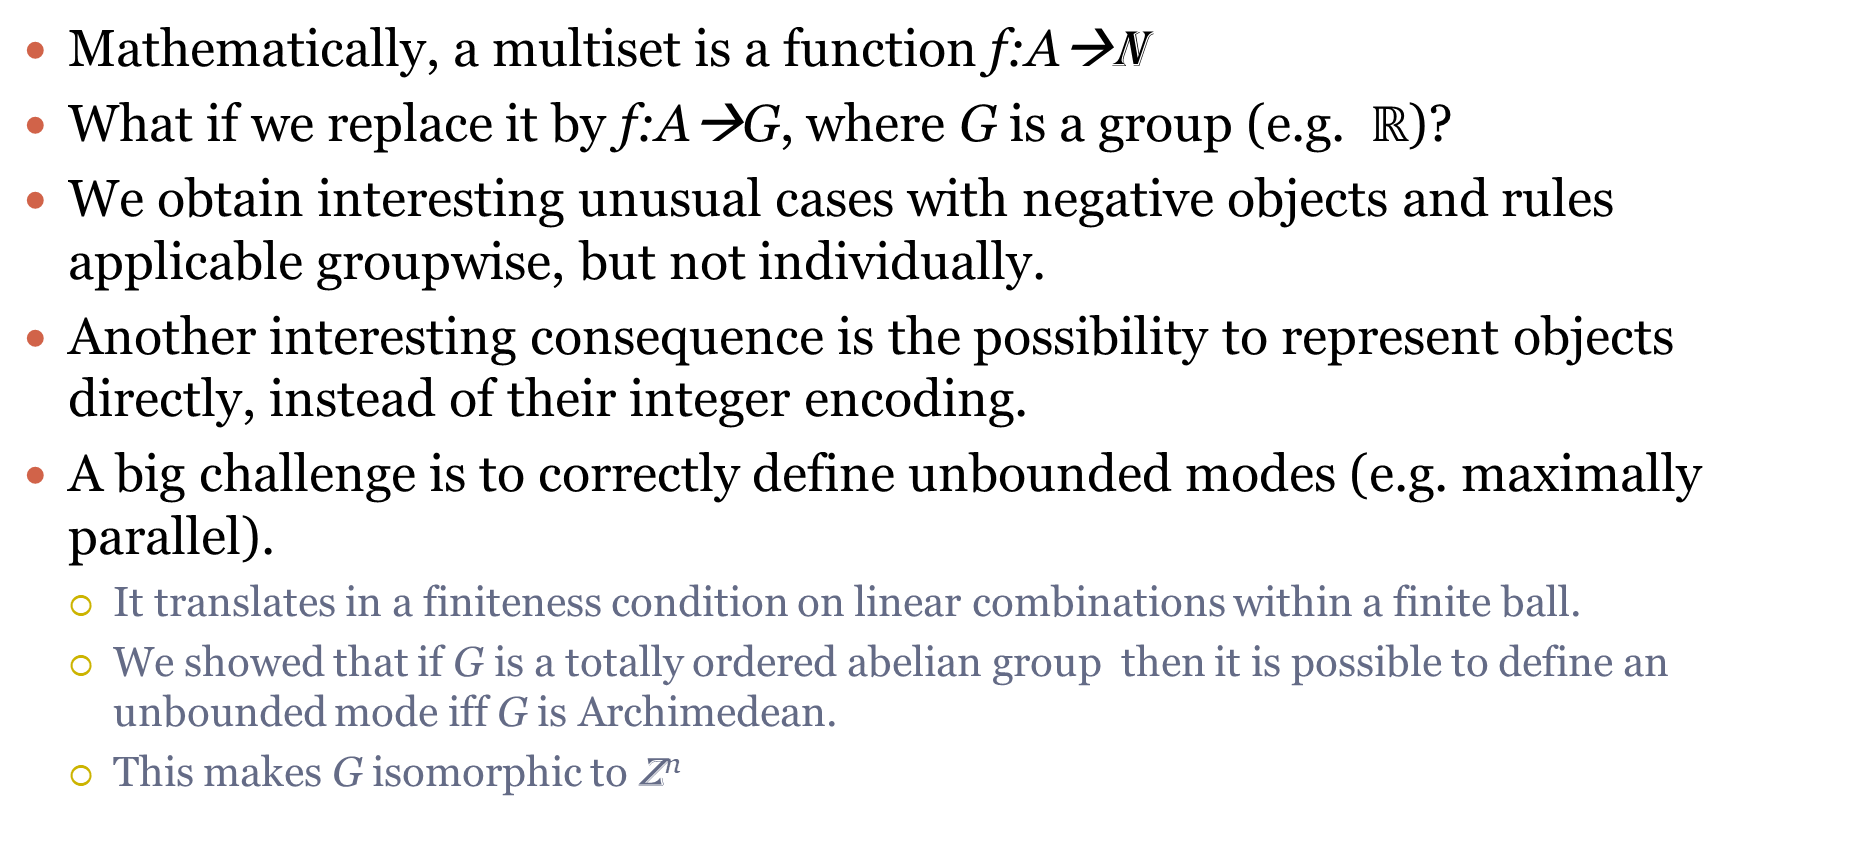 • Mathematically, a multiset is a function f:A→ℕ
• What if we replace it by f:A→G, where G is a group (e.g. ℝ)?
• We obtain interesting unusual cases with negative objects and rules
applicable groupwise, but not individually.
• Another interesting consequence is the possibility to represent objects
directly, instead of their integer encoding.
• A big challenge is to correctly define unbounded modes (e.g. maximally
parallel).
○ It translates in a finiteness condition on linear combinations within a finite ball.
○ We showed that if G is a totally ordered abelian group then it is possible to define an
unbounded mode iff G is Archimedean.
○ This makes G isomorphic to ℤⁿ